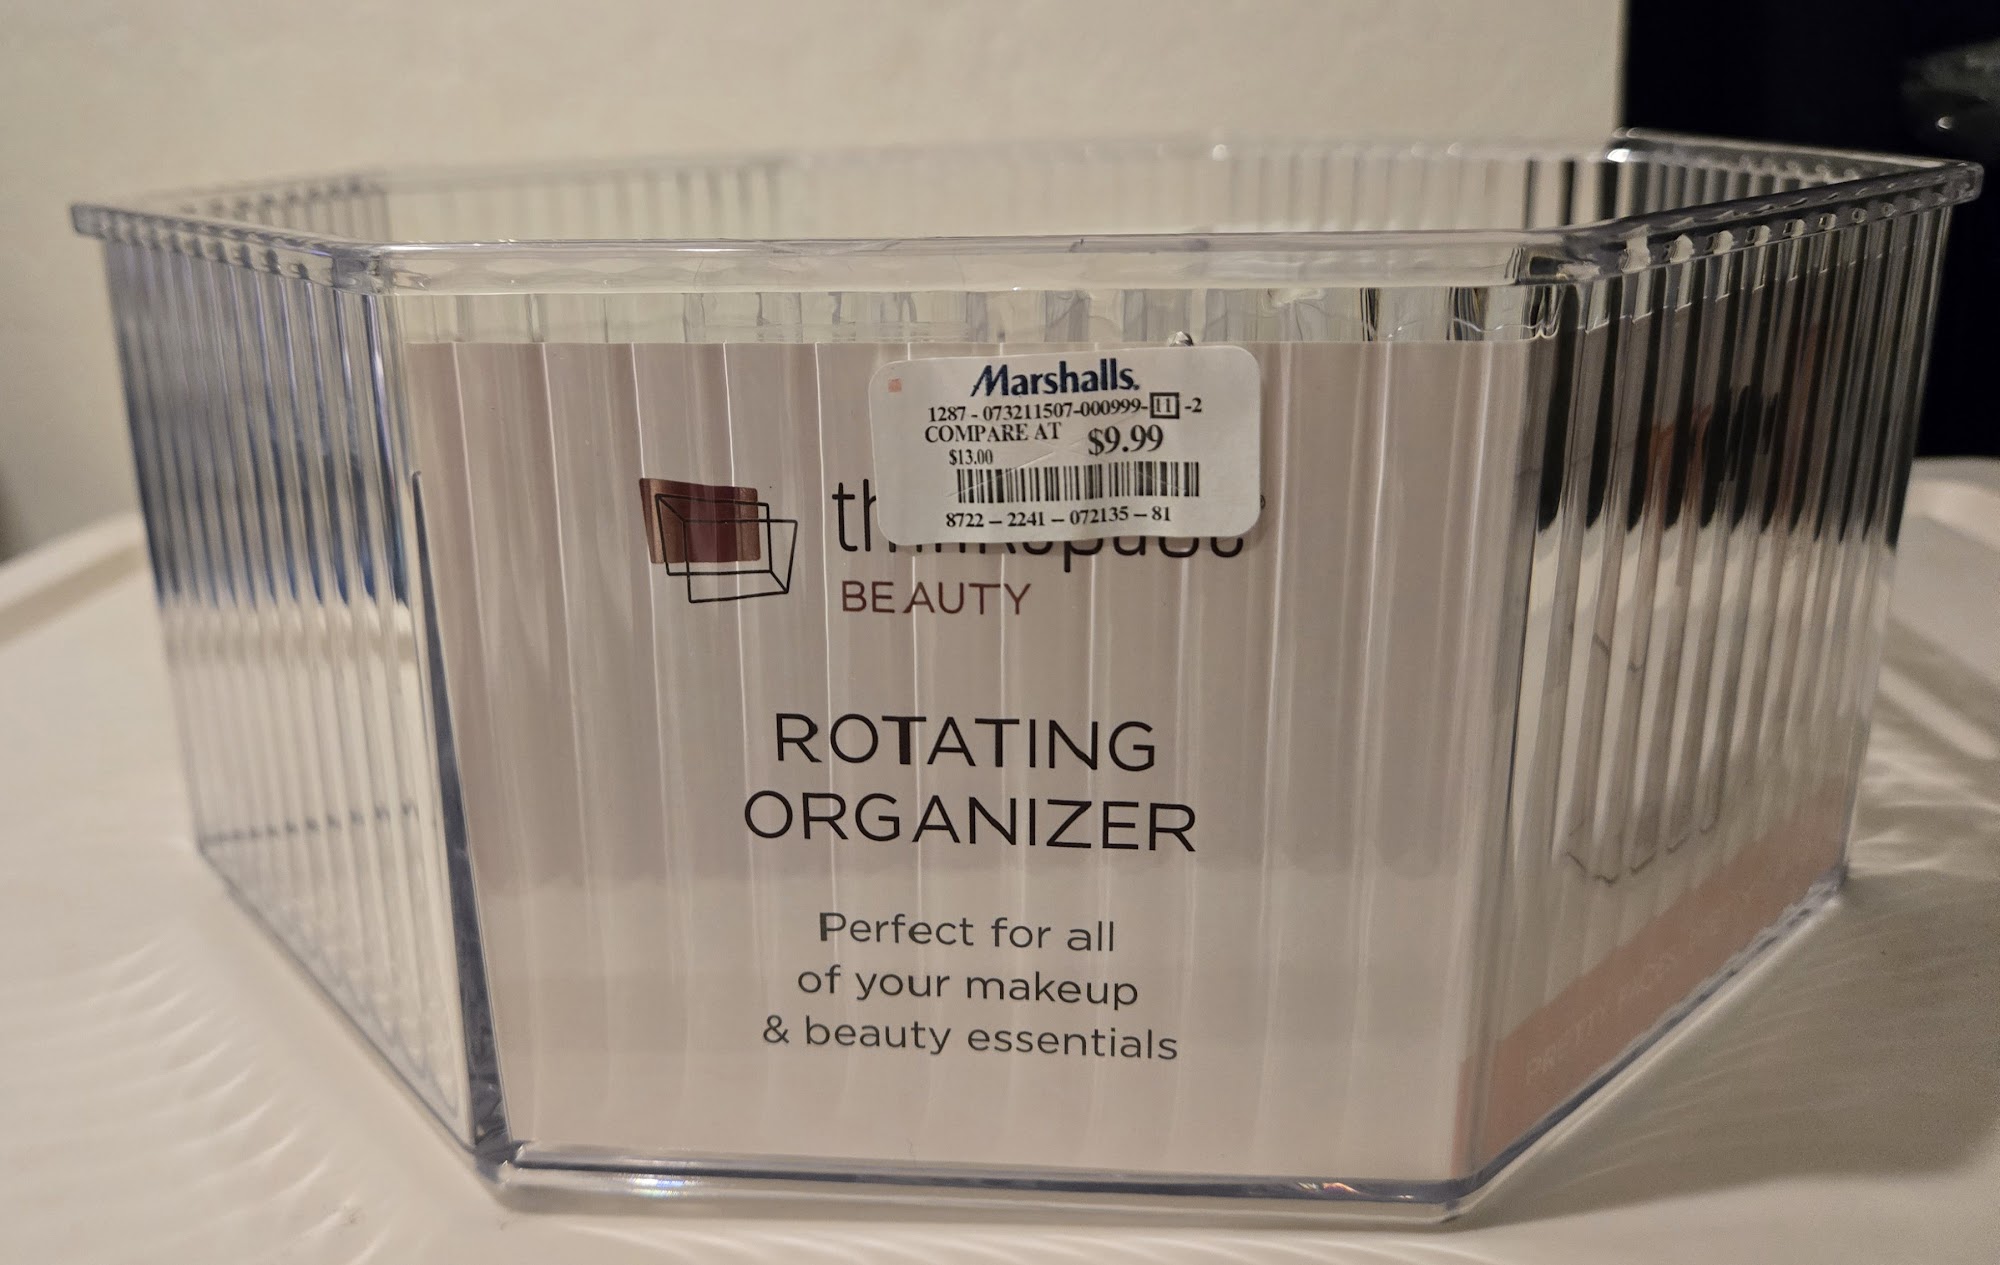 Marshalls.
1287 - 073211507-000999-11 -2
COMPARE AT $9.99
$13.00
8722 – 2241 – 072135 – 81
BEAUTY
ROTATING
ORGANIZER
Perfect for all
of your makeup
& beauty essentials